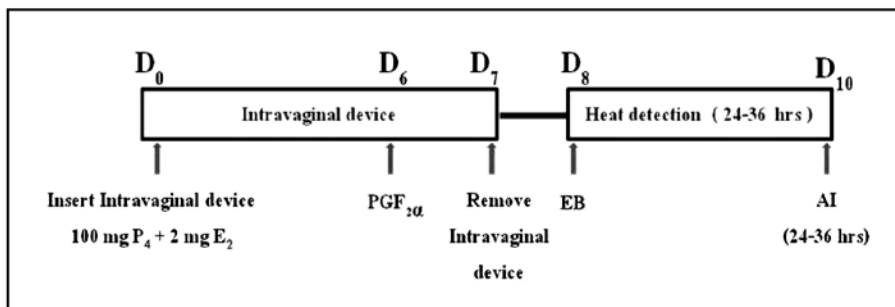 D0 D6 D7 D8 D10
Intravaginal device Heat detection ( 24-36 hrs )
Insert Intravaginal device PGF2α Remove EB AI
100 mg P4 + 2 mg E2 Intravaginal (24-36 hrs)
device